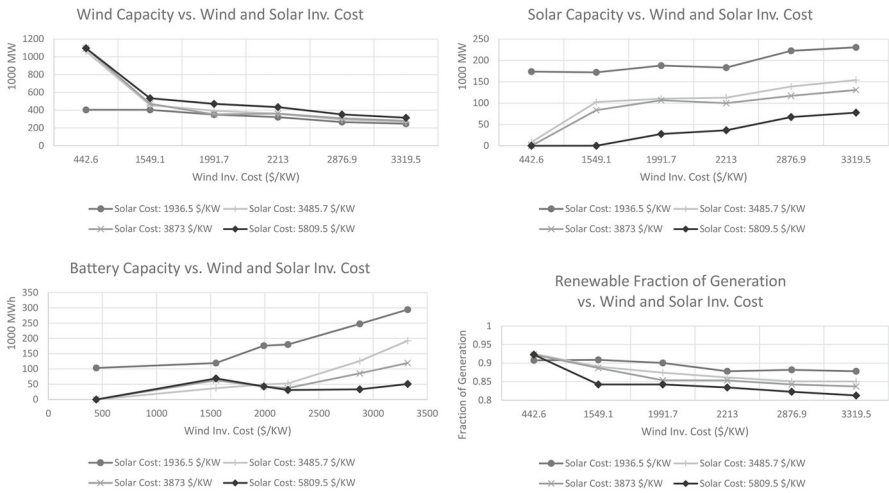 Wind Capacity vs. Wind and Solar Inv. Cost
1000 MW
1200
1000
800
600
400
200
0
442.6 1549.1 1991.7 2213 2876.9 3319.5
Wind Inv. Cost ($/KW)
Solar Cost: 1936.5 $/KW Solar Cost: 3485.7 $/KW
Solar Cost: 3873 $/KW Solar Cost: 5809.5 $/KW
Solar Capacity vs. Wind and Solar Inv. Cost
1000 MW
250
200
150
100
50
0
442.6 1549.1 1991.7 2213 2876.9 3319.5
Wind Inv. Cost ($/KW)
Solar Cost: 1936.5 $/KW Solar Cost: 3485.7 $/KW
Solar Cost: 3873 $/KW Solar Cost: 5809.5 $/KW
Battery Capacity vs. Wind and Solar Inv. Cost
1000 MWh
350
300
250
200
150
100
50
0
0 500 1000 1500 2000 2500 3000 3500
Wind Inv. Cost ($/KW)
Solar Cost: 1936.5 $/KW Solar Cost: 3485.7 $/KW
Solar Cost: 3873 $/KW Solar Cost: 5809.5 $/KW
Renewable Fraction of Generation
vs. Wind and Solar Inv. Cost
Fraction of Generation
1
0.95
0.9
0.85
0.8
442.6 1549.1 1991.7 2213 2876.9 3319.5
Wind Inv. Cost ($/KW)
Solar Cost: 1936.5 $/KW Solar Cost: 3485.7 $/KW
Solar Cost: 3873 $/KW Solar Cost: 5809.5 $/KW